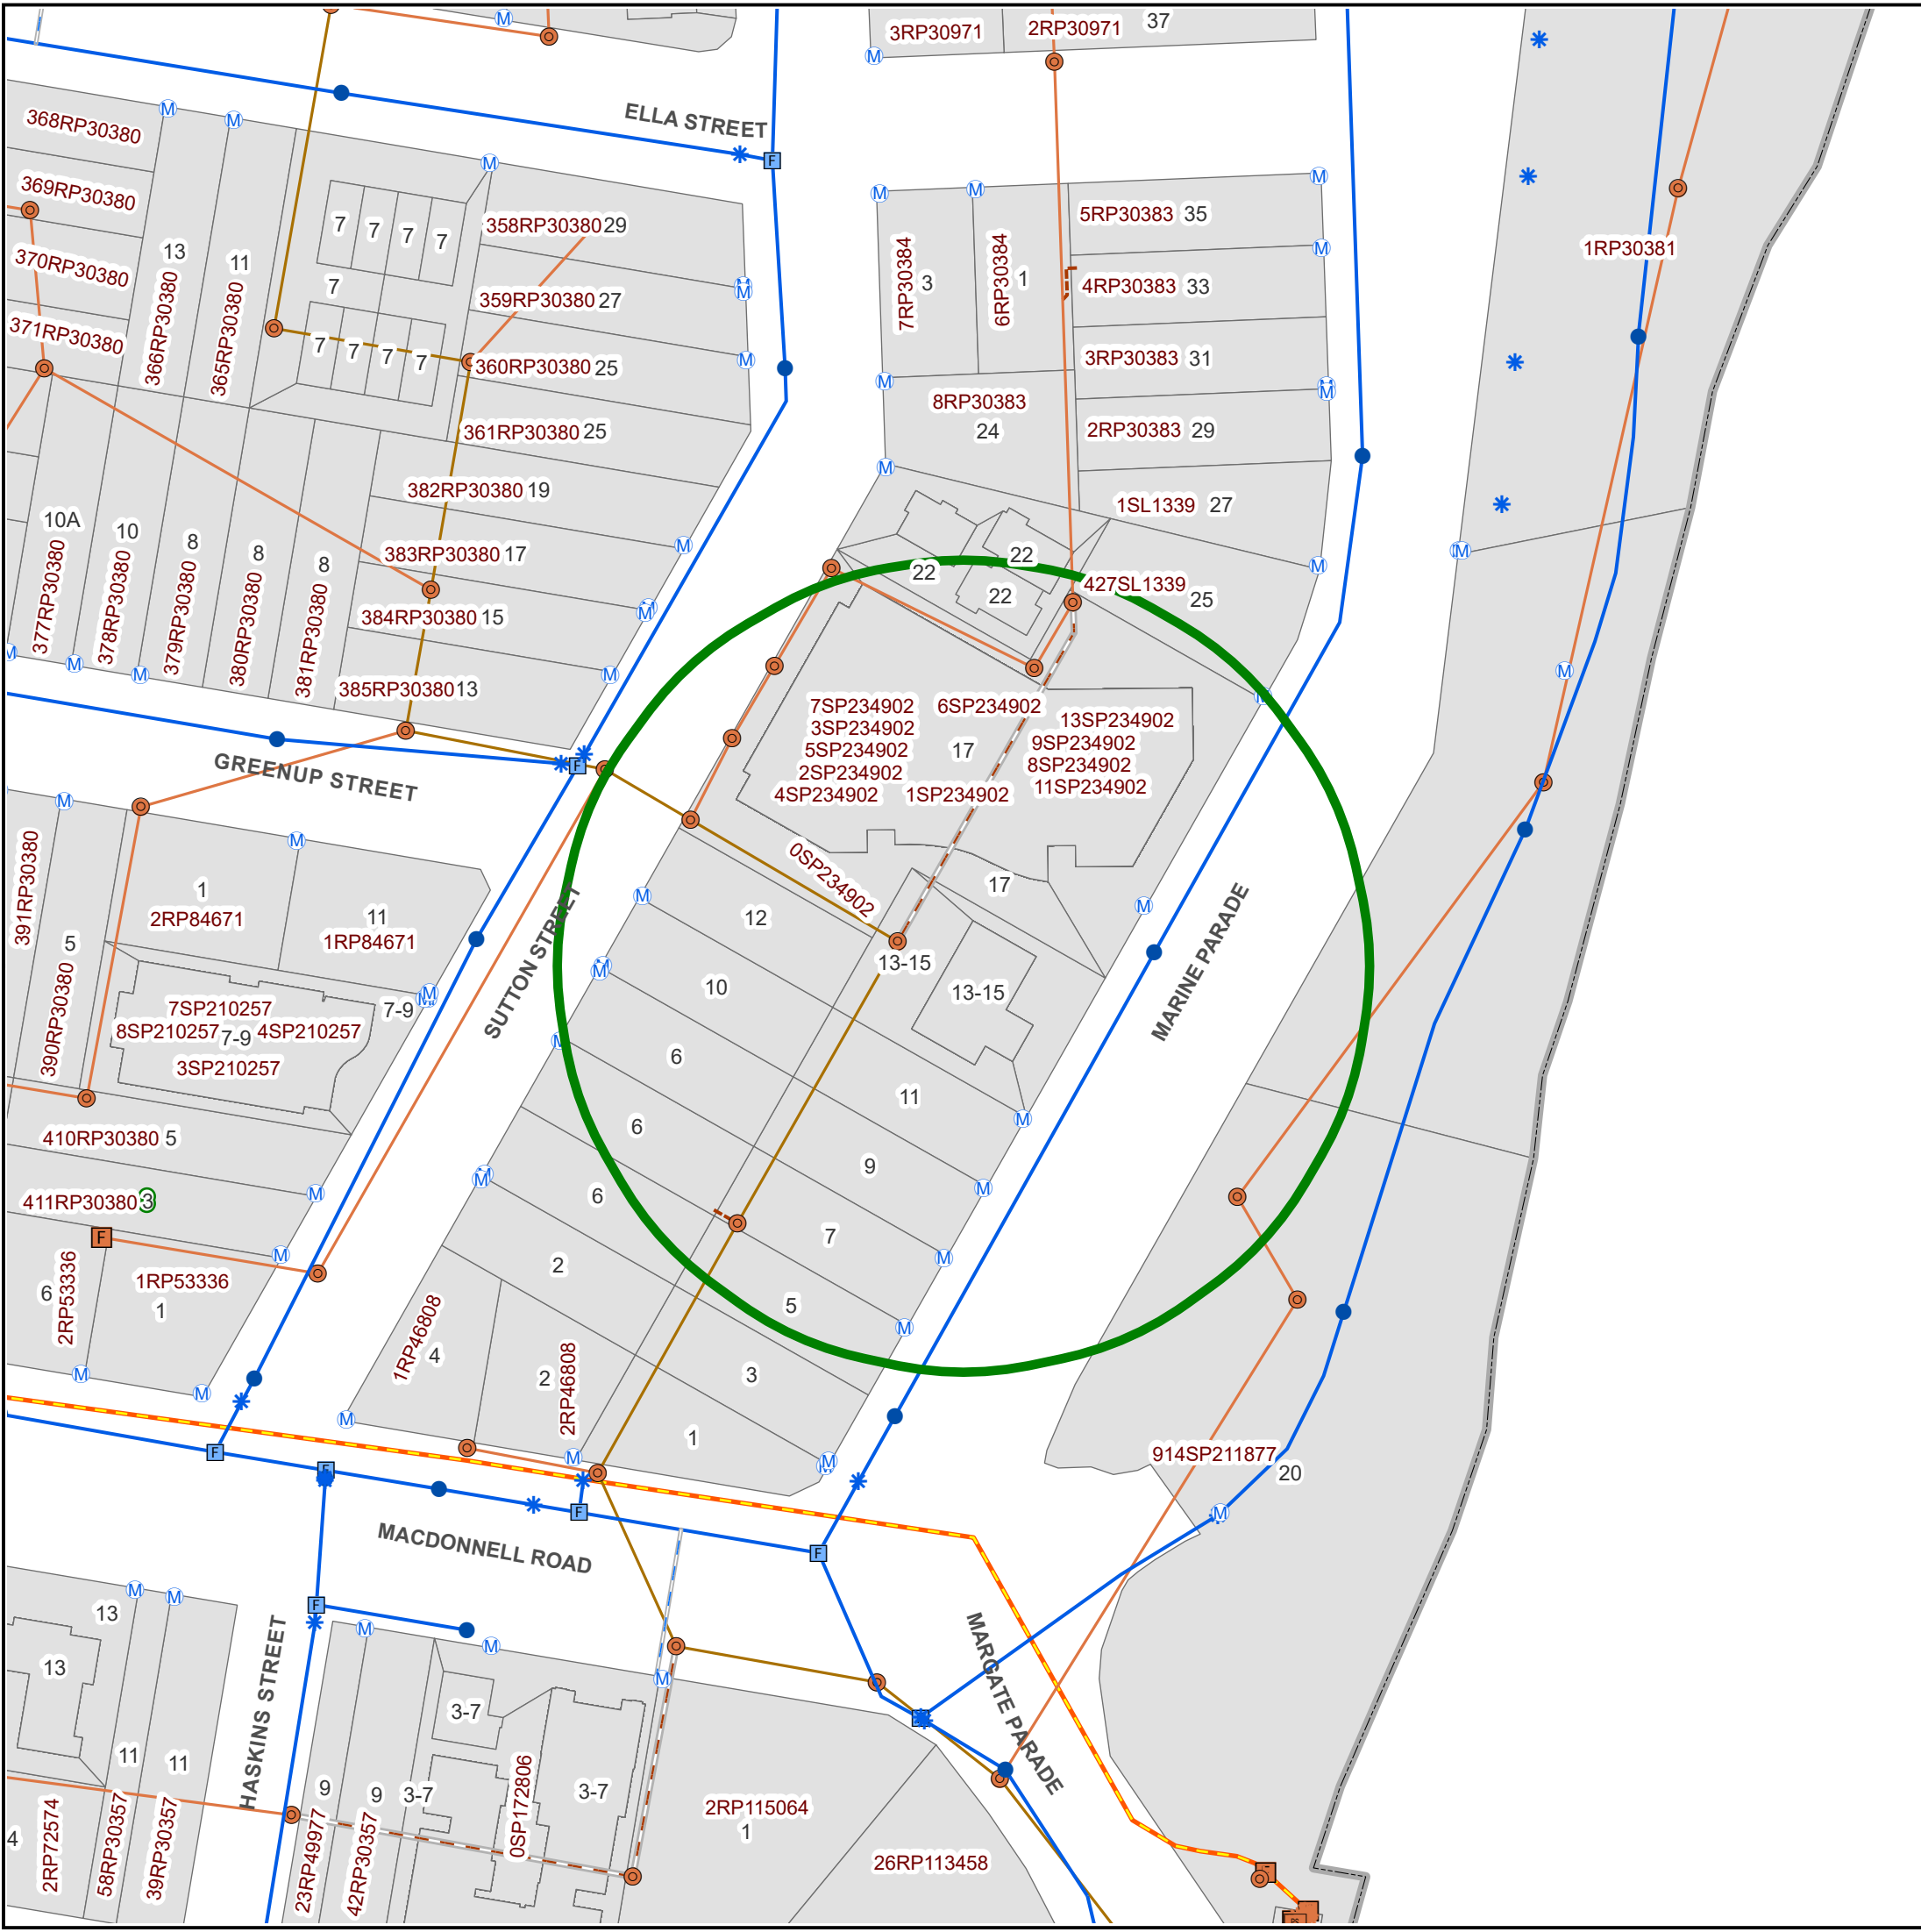 3RP30971
2RP30971 37
M
M
ELLA STREET
F
368RP30380
M
M
369RP30380
370RP30380
371RP30380
13
366RP30380
11
365RP30380
7
7
7
7
7
7
7
7
7
M
358RP30380 29
359RP30380 27
M
M
360RP30380 25
M
361RP30380 25
382RP30380 19
383RP30380 17
M
384RP30380 15
M
385RP30380 13
M
M
M
M
7RP30384
3
6RP30384
1
5RP30383 35
4RP30383 33
3RP30383 31
2RP30383 29
1SL1339 27
427SL1339
25
8RP30383
24
M
M
M
M
M
M
M
1RP30381
M
M
10A
377RP30380
10
378RP30380
8
379RP30380
8
380RP30380
8
381RP30380
M
M
M
22
22
22
7SP234902
6SP234902
3SP234902
13SP234902
5SP234902
17
9SP234902
2SP234902
8SP234902
4SP234902
1SP234902
11SP234902
0SP234902
17
GREENUP STREET
F
M
M
391RP30380
5
390RP30380
1
2RP84671
11
1RP84671
7SP210257
8SP210257
7-9
4SP210257
3SP210257
7-9
M
SUTTON STREET
MARINE PARADE
M
M
M
M
12
10
6
6
6
2
13-15
13-15
11
9
7
5
3
1
M
M
M
M
M
410RP30380 5
411RP30380 3
M
M
F
6
2RP53336
1RP53336
1
M
M
1RP46808
4
2
2RP46808
M
M
M
F
F
F
F
914SP211877
20
M
MACDONNELL ROAD
MARGATE PARADE
HASKINS STREET
F
M
M
M
M
M
13
13
11
11
4
2RP72574
58RP30357
39RP30357
9
23RP49977
9
42RP30357
3-7
3-7
3-7
0SP172806
2RP115064
1
26RP113458
PS